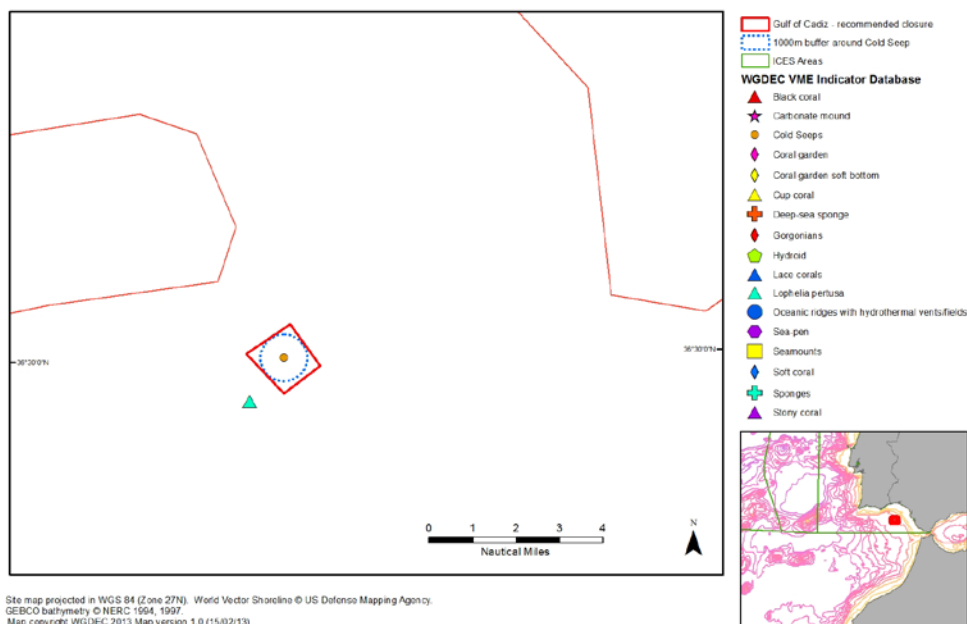 Gulf of Cadiz - recommended closure
1000m buffer around Cold Seep
ICES Areas
WGDEC VME Indicator Database
Black coral
Carbonate mound
Cold Seeps
Coral garden
Coral garden soft bottom
Cup coral
Deep-sea sponge
Gorgonians
Hydroid
Lace corals
Lophelia pertusa
Oceanic ridges with hydrothermal vents/fields
Sea-pen
Seamounts
Soft coral
Sponges
Stony coral
36°30'0"N
36°30'0"N
0 1 2 3 4
Nautical Miles
N
Site map projected in WGS 84 (Zone 27N). World Vector Shoreline © US Defense Mapping Agency.
GEBCO bathymetry © NERC 1994, 1997.
Map copyright WGDEC 2013 Map version 1.0 (15/02/13)